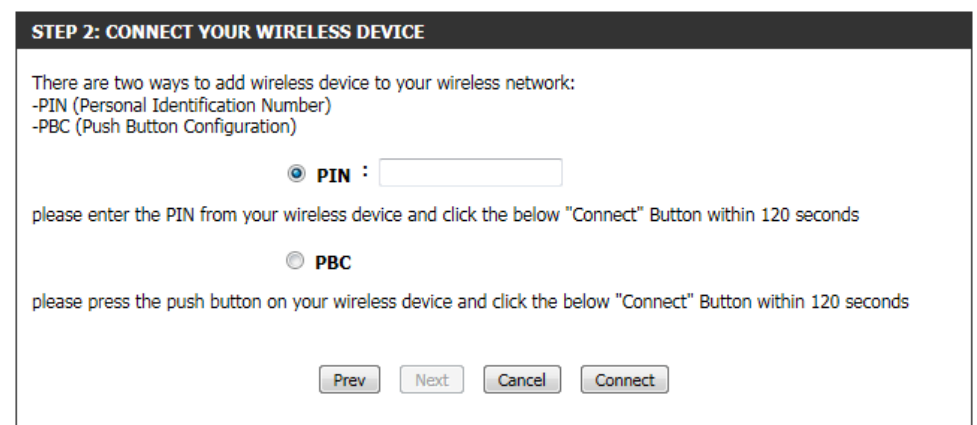 STEP 2: CONNECT YOUR WIRELESS DEVICE
There are two ways to add wireless device to your wireless network:
-PIN (Personal Identification Number)
-PBC (Push Button Configuration)
PIN :
please enter the PIN from your wireless device and click the below "Connect" Button within 120 seconds
PBC
please press the push button on your wireless device and click the below "Connect" Button within 120 seconds
Prev Next Cancel Connect